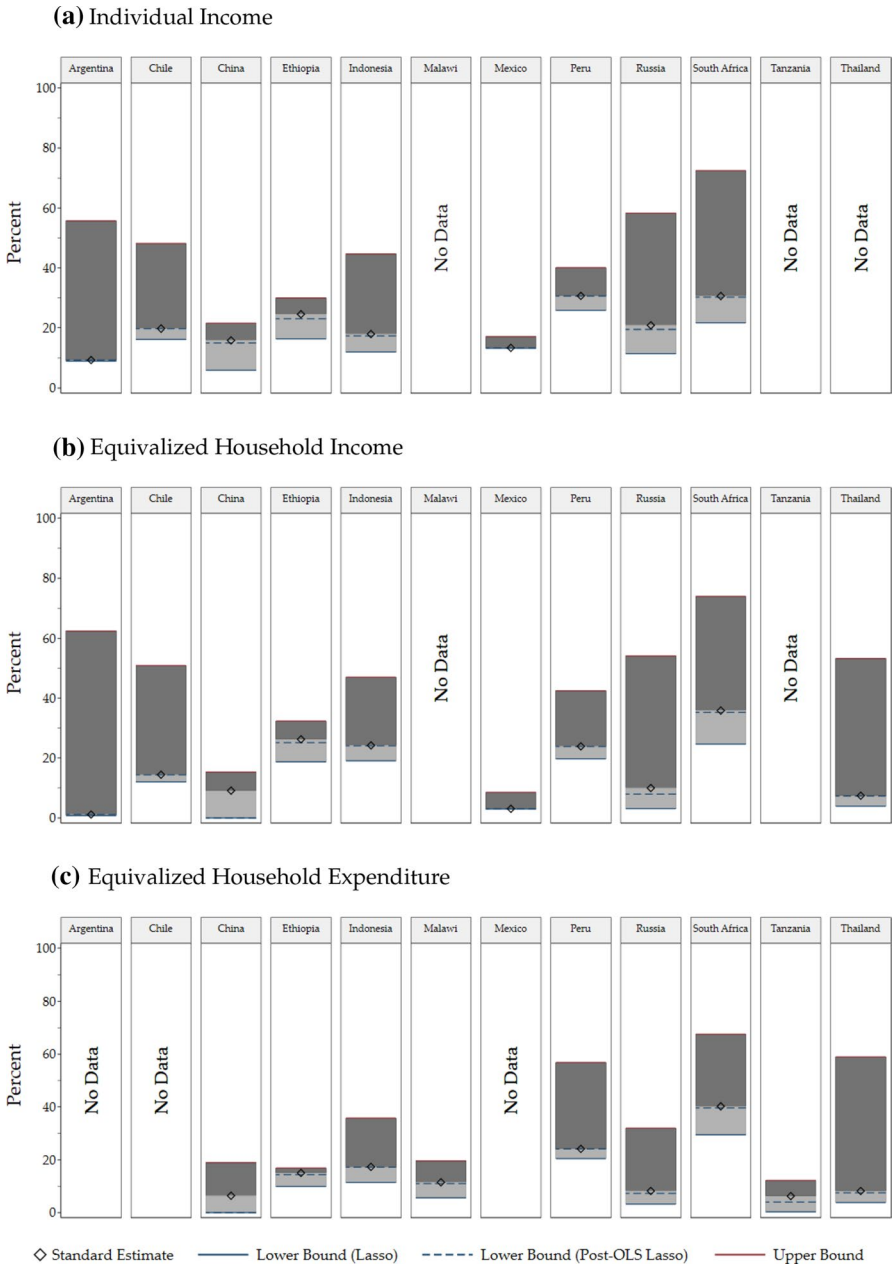 (a) Individual Income
Argentina Chile China Ethiopia Indonesia Malawi Mexico Peru Russia South Africa Tanzania Thailand
100
80
60
40
20
0
Percent
No Data
No Data
No Data
(b) Equivalized Household Income
Argentina Chile China Ethiopia Indonesia Malawi Mexico Peru Russia South Africa Tanzania Thailand
100
80
60
40
20
0
Percent
No Data
No Data
(c) Equivalized Household Expenditure
Argentina Chile China Ethiopia Indonesia Malawi Mexico Peru Russia South Africa Tanzania Thailand
100
80
60
40
20
0
Percent
No Data
No Data
No Data
Standard Estimate Lower Bound (Lasso) Lower Bound (Post-OLS Lasso) Upper Bound